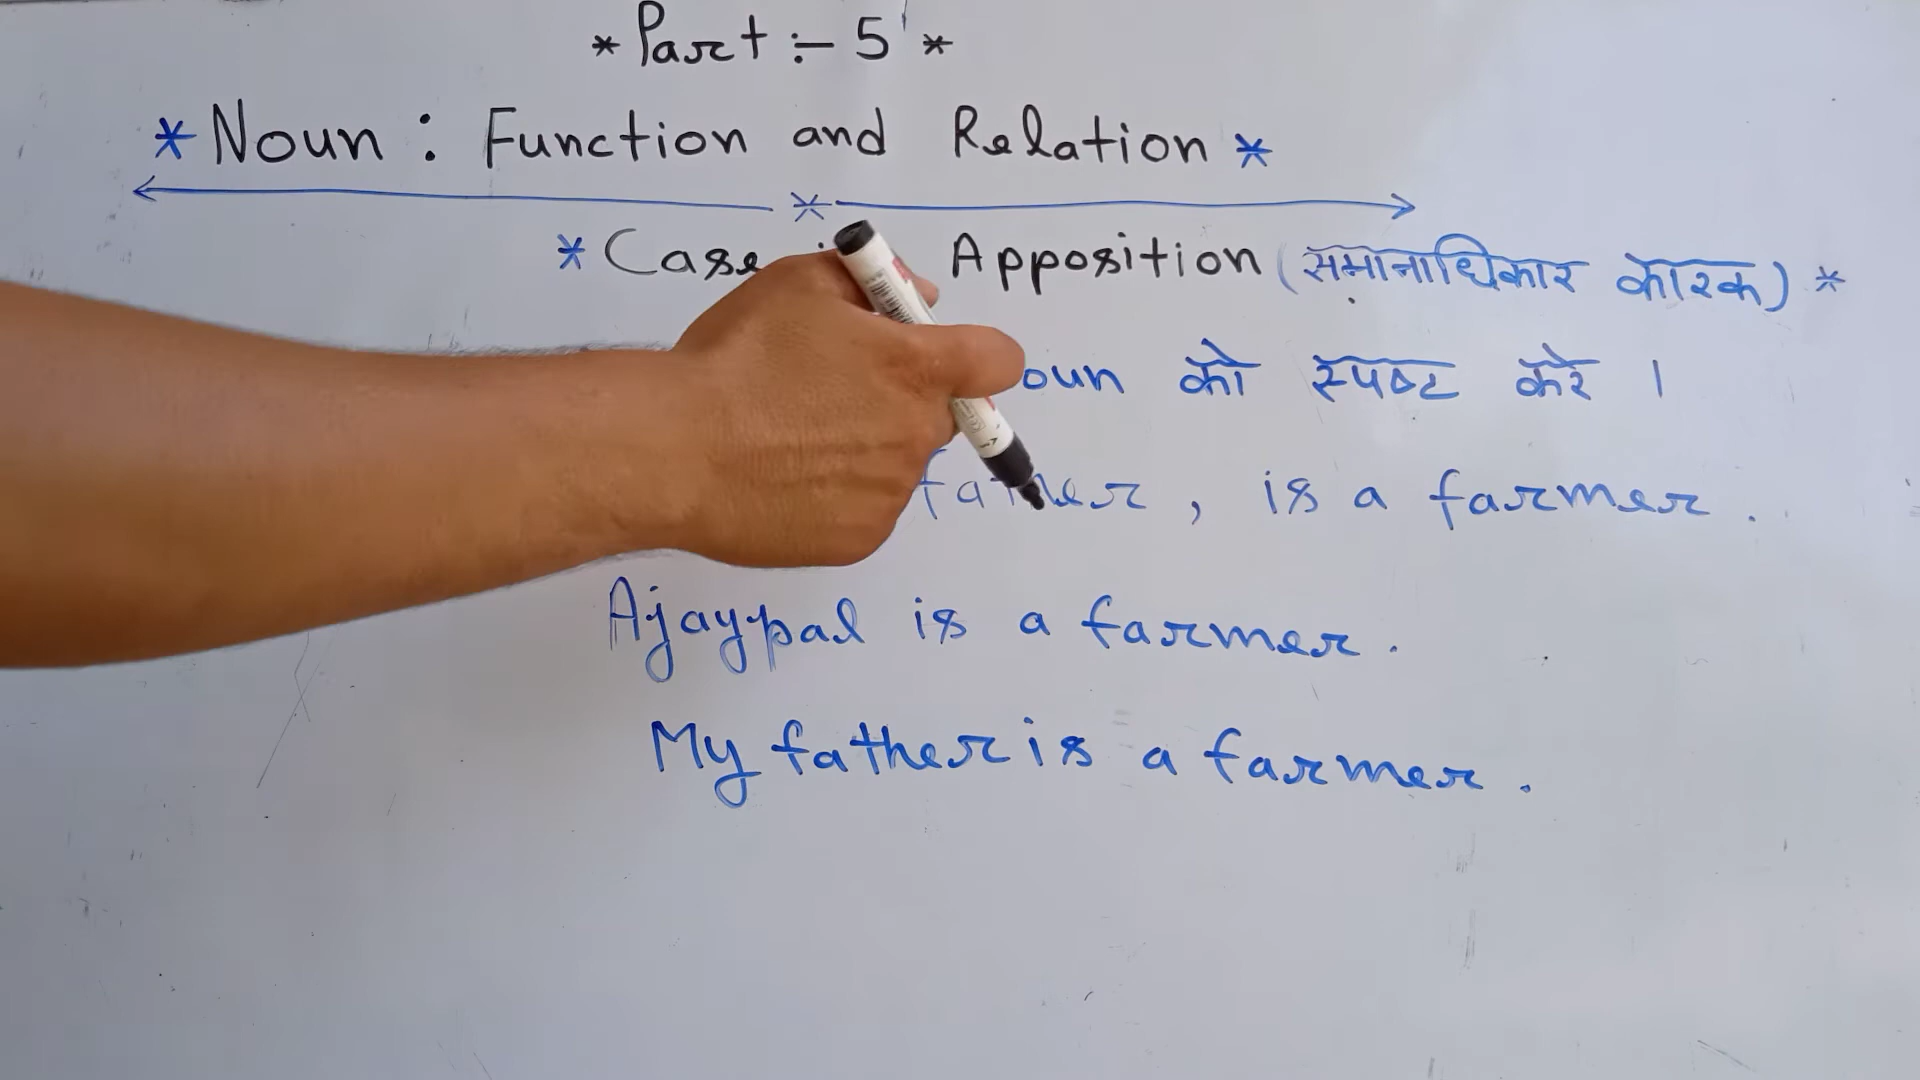 * Part :- 5 *
* Noun : Function and Relation *
* Case Apposition (समानाधिकार कारक) *
oun को स्पष्ट करे ।
father , is a farmer .
Ajaypal is a farmer .
My father is a farmer .